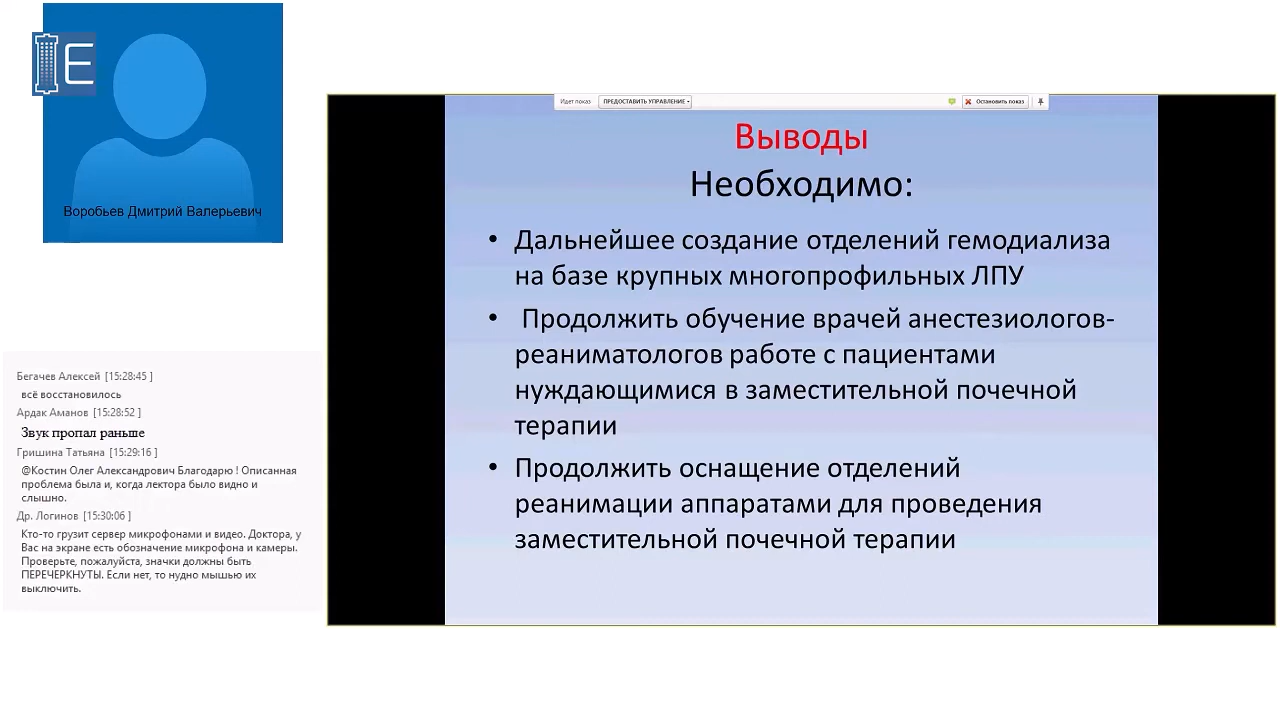 E
Воробьев Дмитрий Валерьевич
Идет показ
ПРЕДОСТАВИТЬ УПРАВЛЕНИЕ
Остановить показ
Выводы
Необходимо:
• Дальнейшее создание отделений гемодиализа
на базе крупных многопрофильных ЛПУ
• Продолжить обучение врачей анестезиологов-
реаниматологов работе с пациентами
нуждающимися в заместительной почечной
терапии
• Продолжить оснащение отделений
реанимации аппаратами для проведения
заместительной почечной терапии
Бегачев Алексей [15:28:45 ]
всё восстановилось
Ардак Аманов [15:28:52 ]
Звук пропал раньше
Гришина Татьяна [15:29:16 ]
@Костин Олег Александрович Благодарю ! Описанная
проблема была и, когда лектора было видно и
слышно.
Др. Логинов [15:30:06 ]
Кто-то грузит сервер микрофонами и видео. Доктора, у
Вас на экране есть обозначение микрофона и камеры.
Проверьте, пожалуйста, значки должны быть
ПЕРЕЧЕРКНУТЫ. Если нет, то нудно мышью их
выключить.